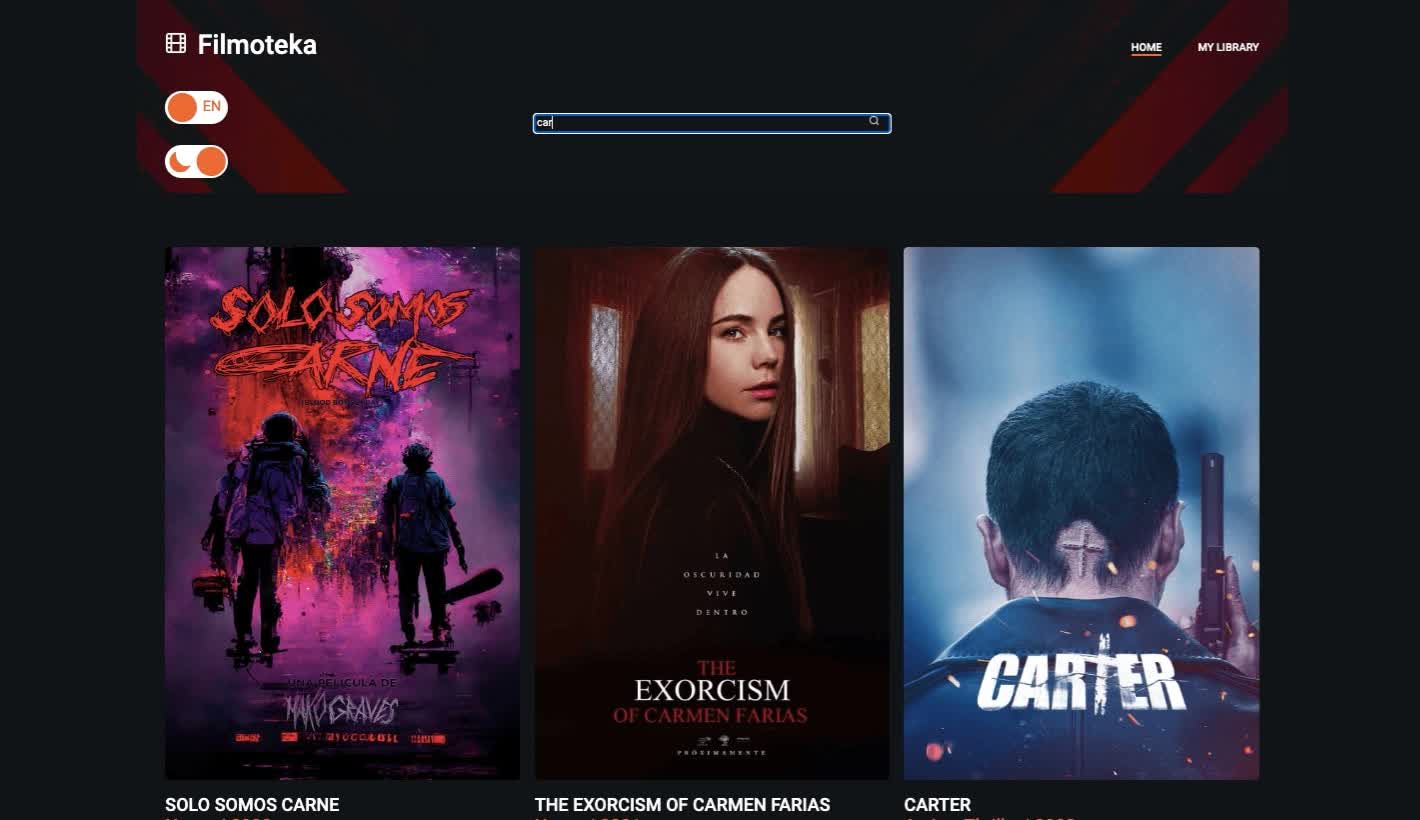 Filmoteka
HOME
MY LIBRARY
EN
car
SOLO SOMOS
CARNE
UNA PELICULA DE
NAKO GRAVES
LA
OSCURIDAD
VIVE
DENTRO
THE
EXORCISM
OF CARMEN FARIAS
PRÓXIMAMENTE
CARTER
SOLO SOMOS CARNE
THE EXORCISM OF CARMEN FARIAS
CARTER